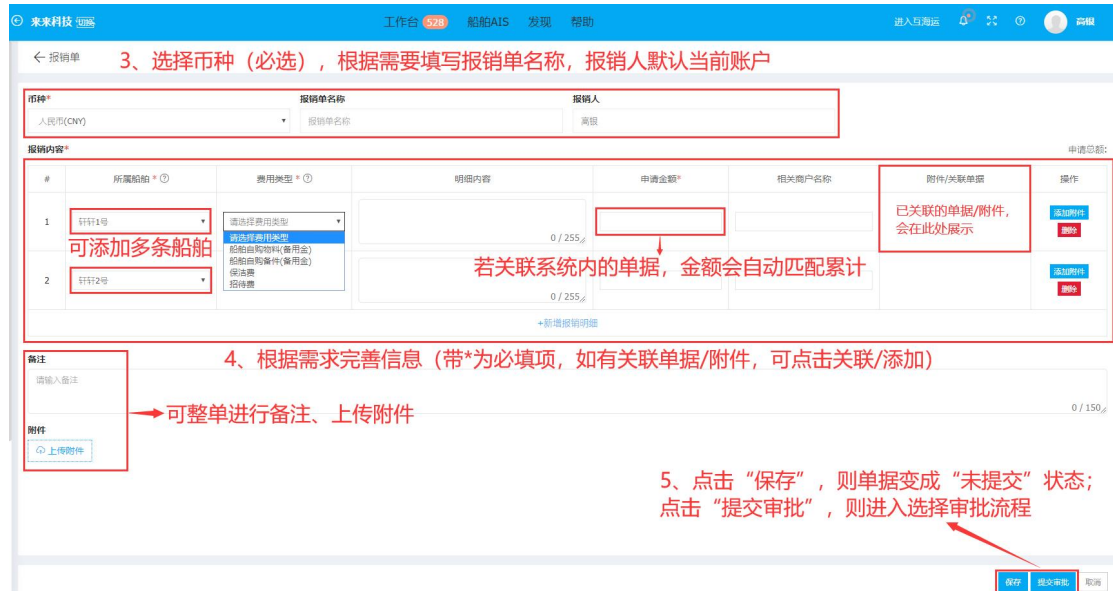 来来科技 切换 工作台 528 船舶AIS 发现 帮助 进入互海运 高银
报销单
3、选择币种（必选），根据需要填写报销单名称，报销人默认当前账户
币种* 报销单名称 报销人
人民币(CNY) 报销单名称 高银
报销内容* 申请总额:
# 所属船舶 * 费用类型 * 明细内容 申请金额* 相关商户名称 附件/关联单据 操作
1 轩轩1号 请选择费用类型 0 / 255 添加附件 删除
请选择费用类型
船舶自购物料(备用金)
船舶自购备件(备用金)
保洁费
招待费
已关联的单据/附件，
会在此处展示
可添加多条船舶
若关联系统内的单据，金额会自动匹配累计
2 轩轩2号 0 / 255 添加附件 删除
+新增报销明细
4、根据需求完善信息（带*为必填项，如有关联单据/附件，可点击关联/添加）
备注
请输入备注
0 / 150
可整单进行备注、上传附件
附件
上传附件
5、点击“保存”，则单据变成“未提交”状态；
点击“提交审批”，则进入选择审批流程
保存 提交审批 取消